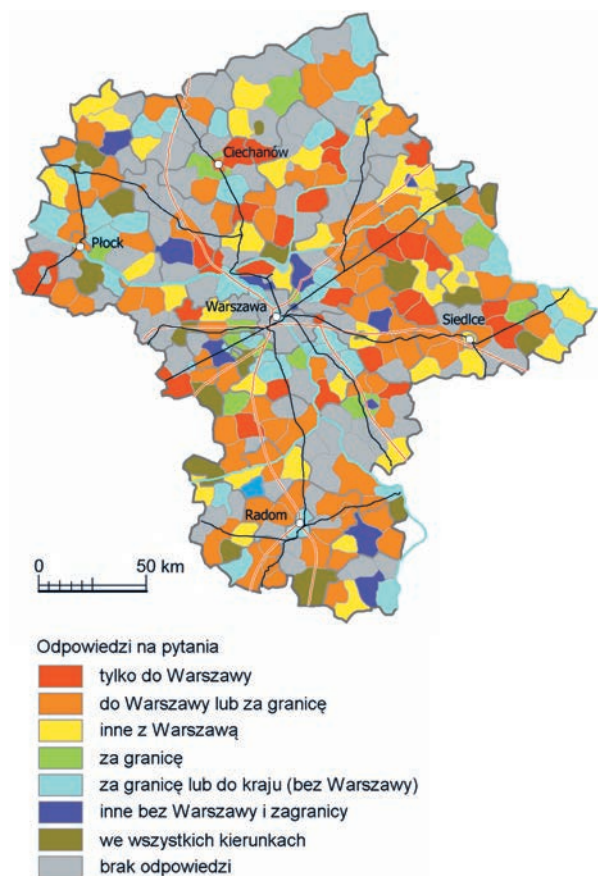 Ciechanów
Płock
Warszawa
Siedlce
Radom
0 50 km
Odpowiedzi na pytania
tylko do Warszawy
do Warszawy lub za granicę
inne z Warszawą
za granicę
za granicę lub do kraju (bez Warszawy)
inne bez Warszawy i zagranicy
we wszystkich kierunkach
brak odpowiedzi